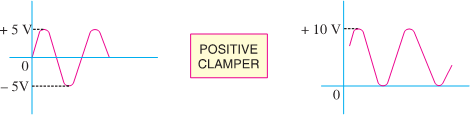 + 5 V
0
– 5V
POSITIVE
CLAMPER
+ 10 V
0